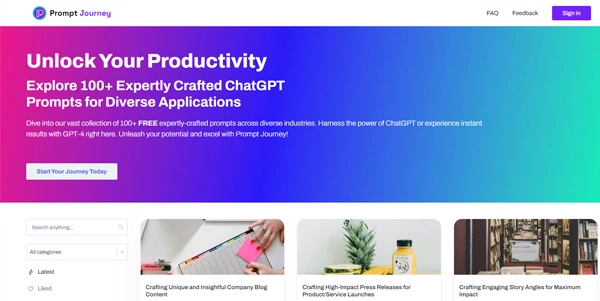 Prompt Journey
FAQ
Feedback
Sign in
Unlock Your Productivity
Explore 100+ Expertly Crafted ChatGPT
Prompts for Diverse Applications
Dive into our vast collection of 100+ FREE expertly-crafted prompts across diverse industries. Harness the power of ChatGPT or experience instant
results with GPT-4 right here. Unleash your potential and excel with Prompt Journey!
Start Your Journey Today
Search anything...
All categories
Latest
Liked
Crafting Unique and Insightful Company Blog
Content
Crafting High-Impact Press Releases for
Product/Service Launches
Crafting Engaging Story Angles for Maximum
Impact